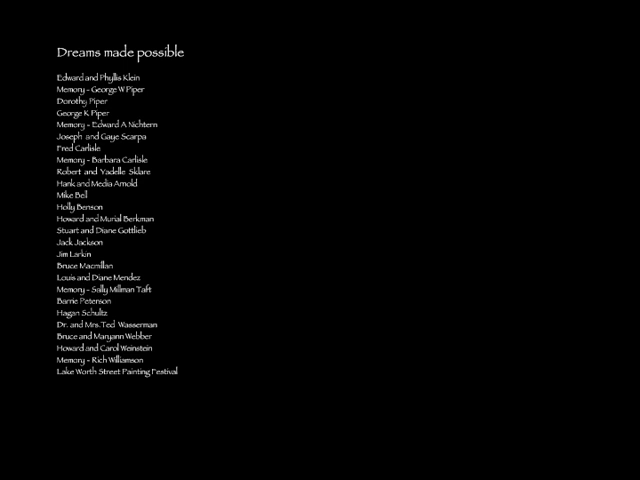 Dreams made possible
Edward and Phyllis Klein
Memory - George W Piper
Dorothy Piper
George K Piper
Memory - Edward A Nichtern
Joseph and Gaye Scarpa
Fred Carlisle
Memory - Barbara Carlisle
Robert and Yadelle Sklare
Hank and Media Arnold
Mike Bell
Holly Benson
Howard and Murial Berkman
Stuart and Diane Gottlieb
Jack Jackson
Jim Larkin
Bruce Macmillan
Louis and Diane Mendez
Memory - Sally Millman Taft
Barrie Peterson
Hagan Schultz
Dr. and Mrs. Ted Wasserman
Bruce and Maryann Webber
Howard and Carol Weinstein
Memory - Rich Williamson
Lake Worth Street Painting Festival